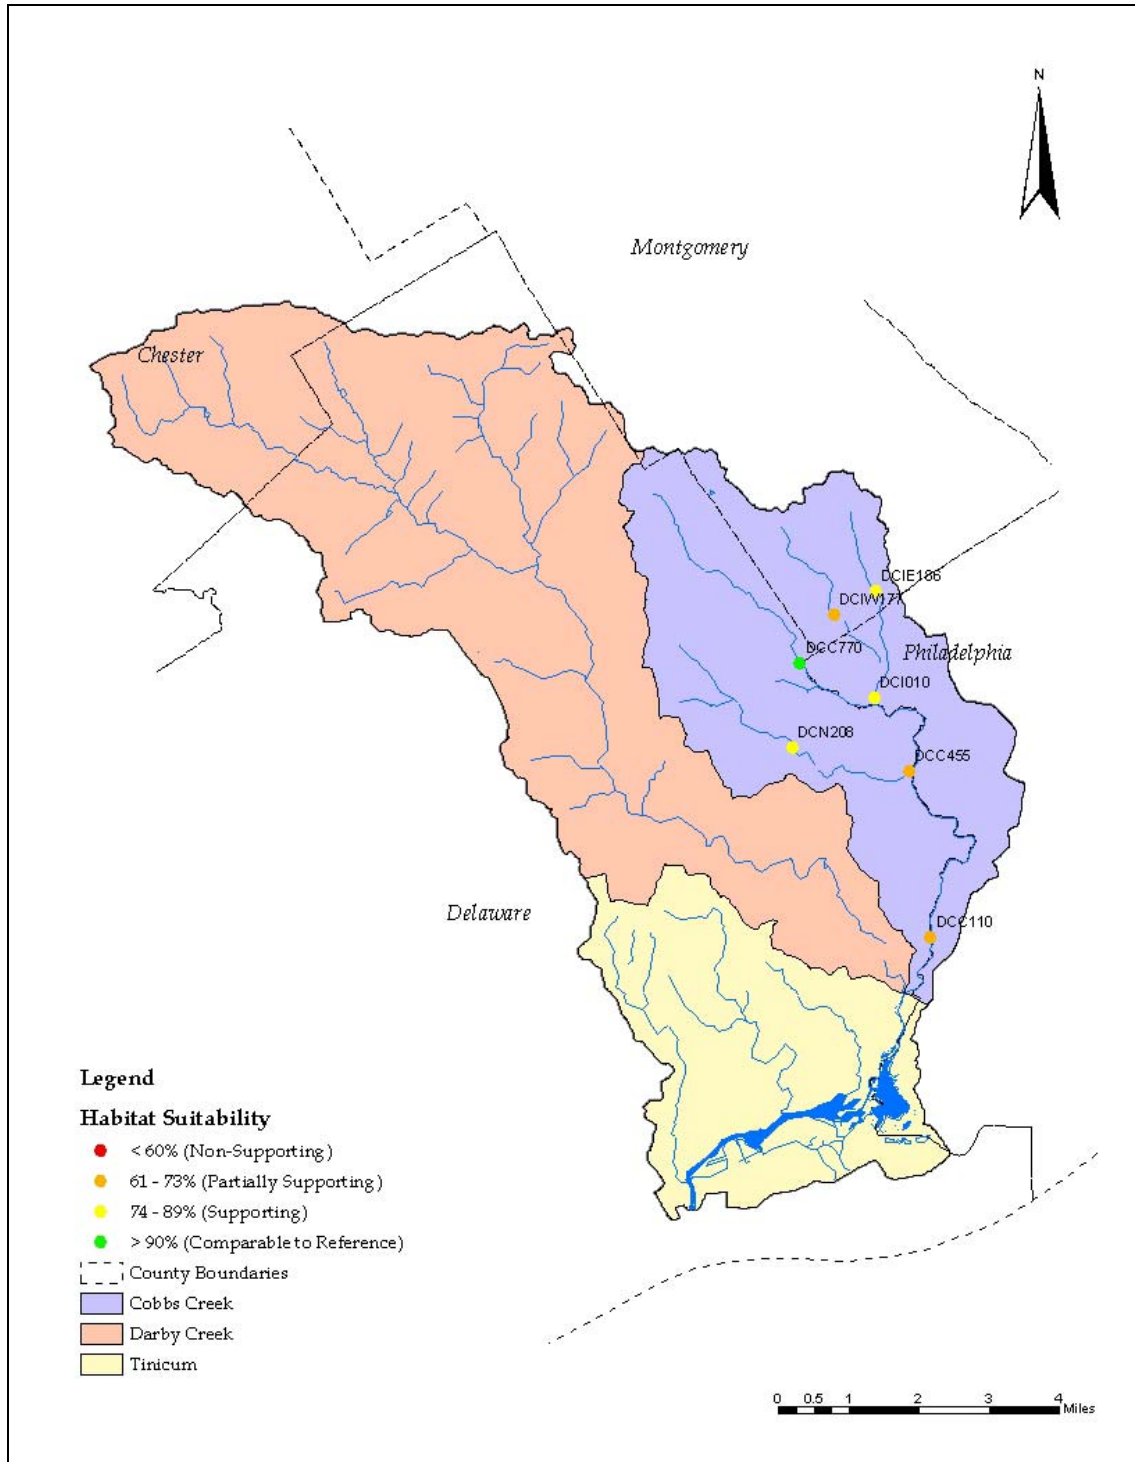 N
Montgomery
Chester
DCIE186
DCIW177
DCC770
Philadelphia
DCI010
DCN208
DCC455
Delaware
DCC110
Legend
Habitat Suitability
< 60% (Non-Supporting)
61 - 73% (Partially Supporting)
74 - 89% (Supporting)
> 90% (Comparable to Reference)
County Boundaries
Cobbs Creek
Darby Creek
Tinicum
0 0.5 1 2 3 4
Miles